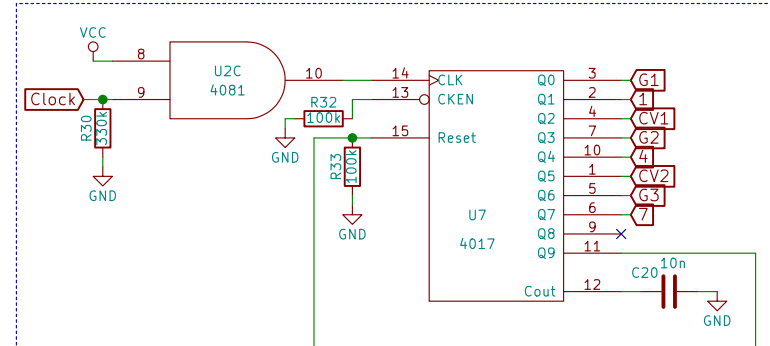 VCC
8
U2C
4081
10
14
CLK
Q0
3
G1
Clock
9
R32
100k
13
CKEN
Q1
2
1
R30
330k
GND
15
Reset
Q2
4
CV1
Q3
7
G2
R33
100k
Q4
10
4
Q5
1
CV2
GND
GND
U7
4017
Q6
5
G3
Q7
6
7
Q8
9
Q9
11
C20
10n
Cout
12
GND